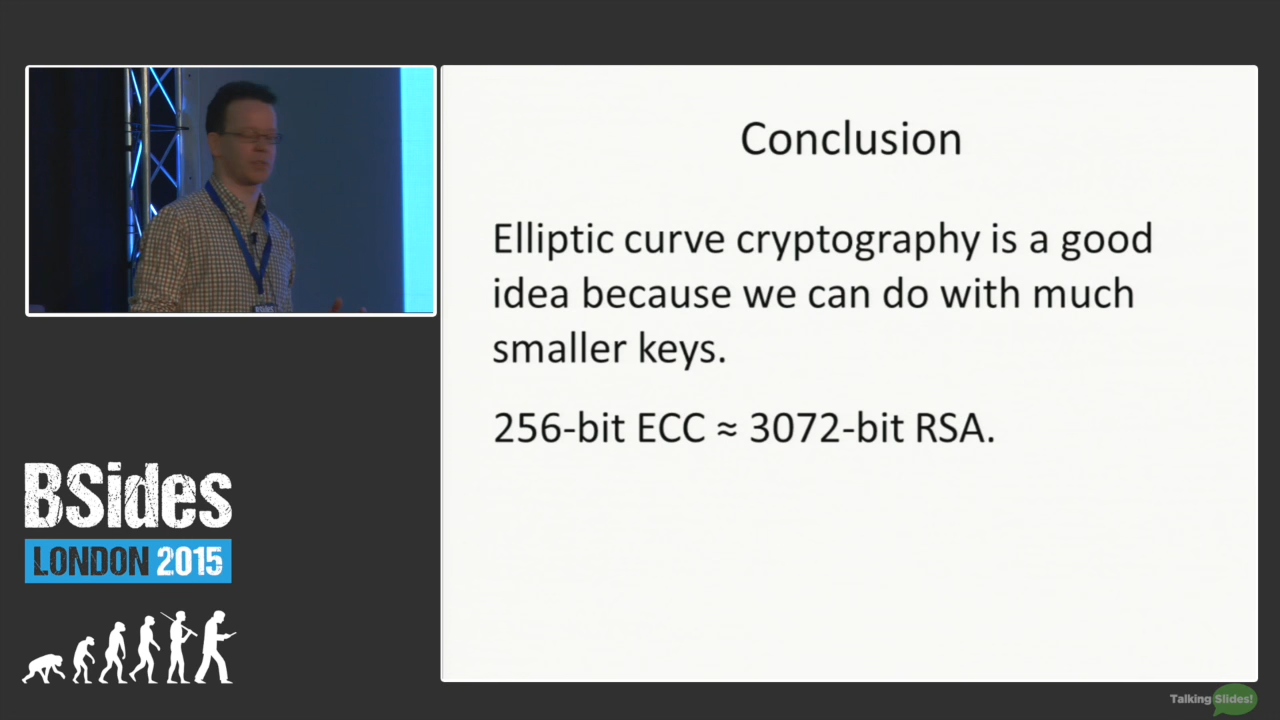 Conclusion
Elliptic curve cryptography is a good
idea because we can do with much
smaller keys.
256-bit ECC ≈ 3072-bit RSA.
BSides
LONDON 2015
Talking Slides!